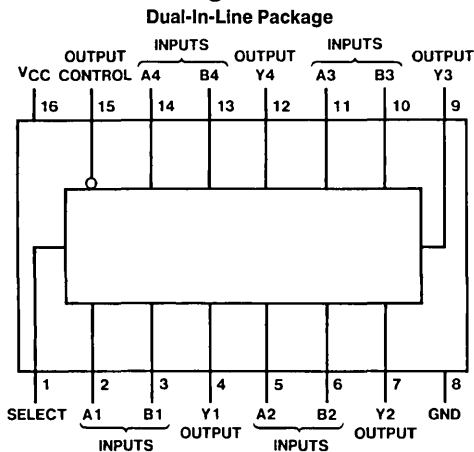 Dual-In-Line Package
INPUTS INPUTS
OUTPUT OUTPUT OUTPUT
VCC CONTROL A4 B4 Y4 A3 B3 Y3
16 15 14 13 12 11 10 9
1 2 3 4 5 6 7 8
SELECT A1 B1 Y1 A2 B2 Y2 GND
INPUTS OUTPUT INPUTS OUTPUT